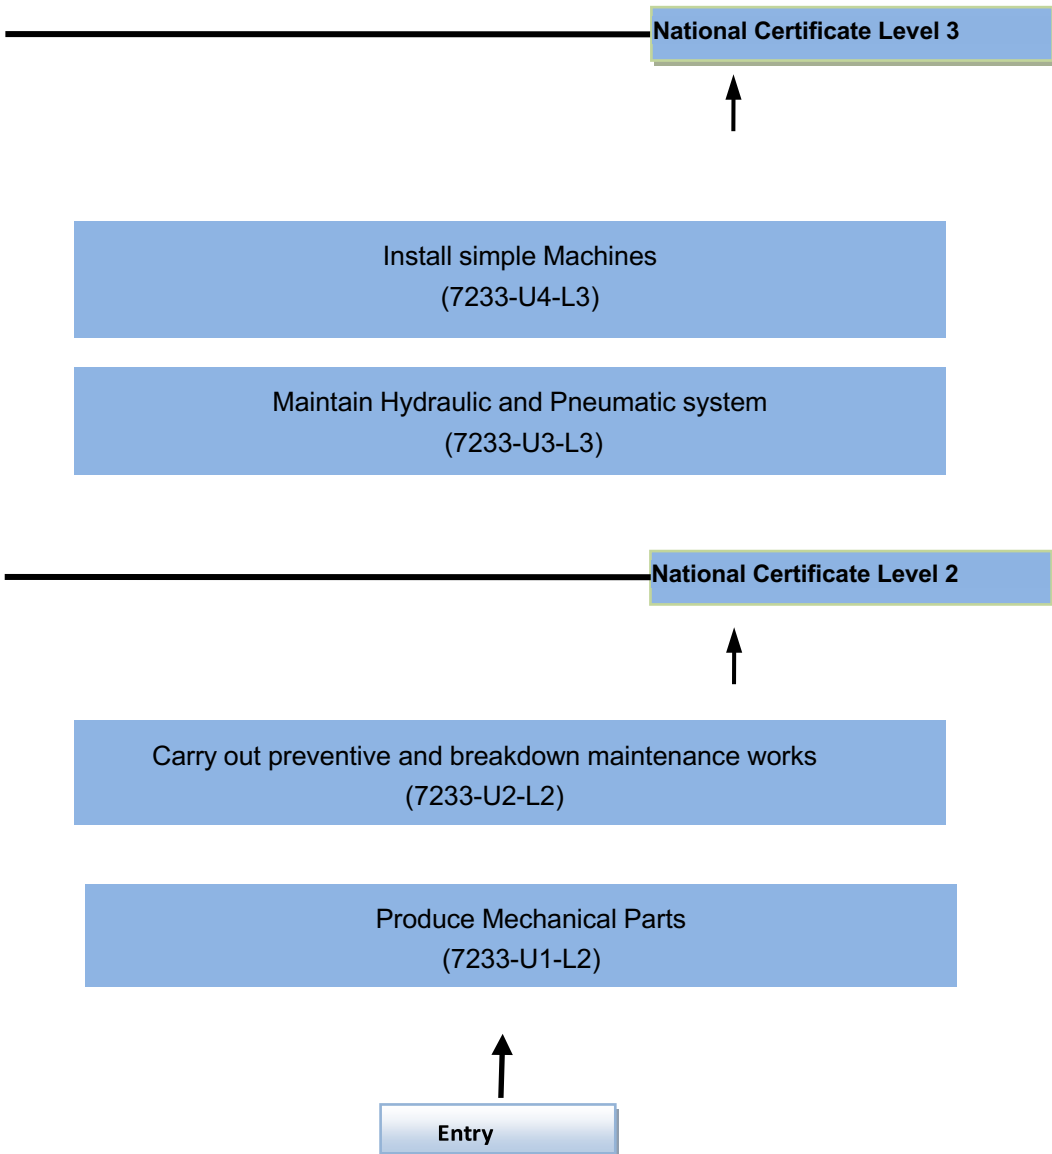 National Certificate Level 3
Install simple Machines
(7233-U4-L3)
Maintain Hydraulic and Pneumatic system
(7233-U3-L3)
National Certificate Level 2
Carry out preventive and breakdown maintenance works
(7233-U2-L2)
Produce Mechanical Parts
(7233-U1-L2)
Entry